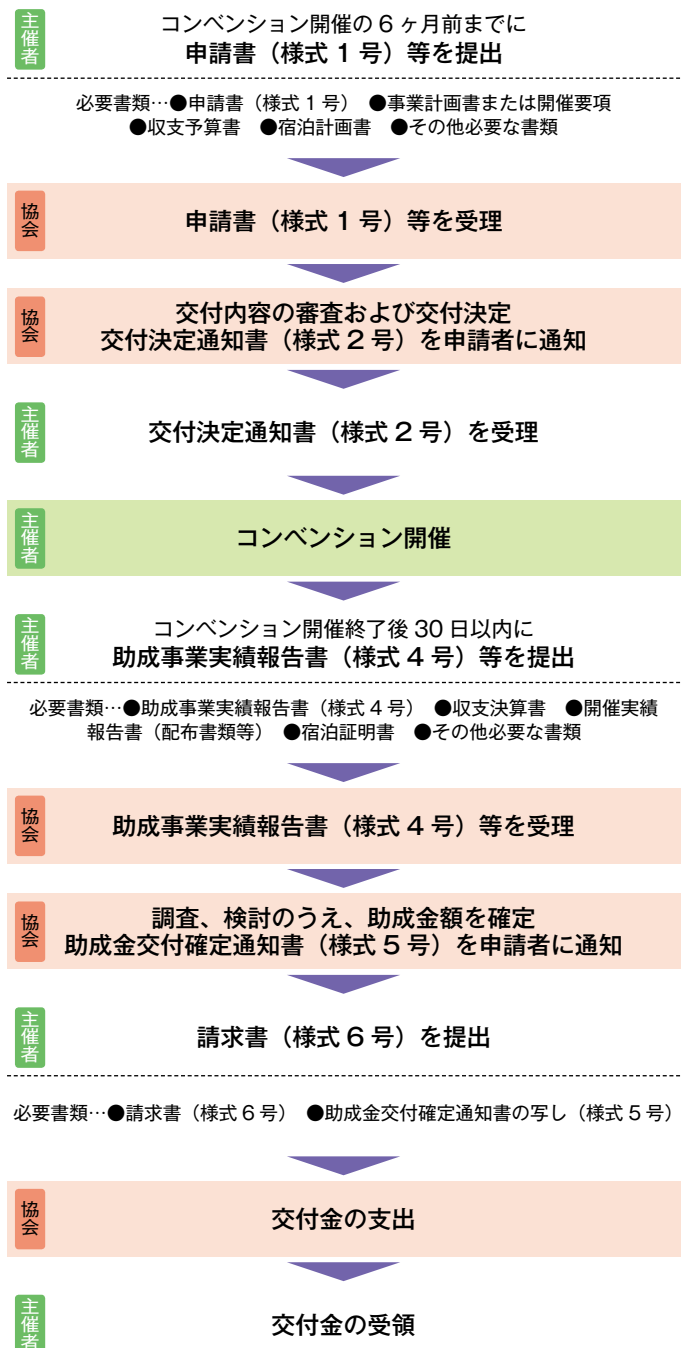 主催者
コンベンション開催の6ヶ月前までに
申請書（様式1号）等を提出
必要書類…●申請書（様式1号） ●事業計画書または開催要項
●収支予算書 ●宿泊計画書 ●その他必要な書類
協会
申請書（様式1号）等を受理
協会
交付内容の審査および交付決定
交付決定通知書（様式2号）を申請者に通知
主催者
交付決定通知書（様式2号）を受理
主催者
コンベンション開催
主催者
コンベンション開催終了後30日以内に
助成事業実績報告書（様式4号）等を提出
必要書類…●助成事業実績報告書（様式4号） ●収支決算書 ●開催実績
報告書（配布書類等） ●宿泊証明書 ●その他必要な書類
協会
助成事業実績報告書（様式4号）等を受理
協会
調査、検討のうえ、助成金額を確定
助成金交付確定通知書（様式5号）を申請者に通知
主催者
請求書（様式6号）を提出
必要書類…●請求書（様式6号） ●助成金交付確定通知書の写し（様式5号）
協会
交付金の支出
主催者
交付金の受領